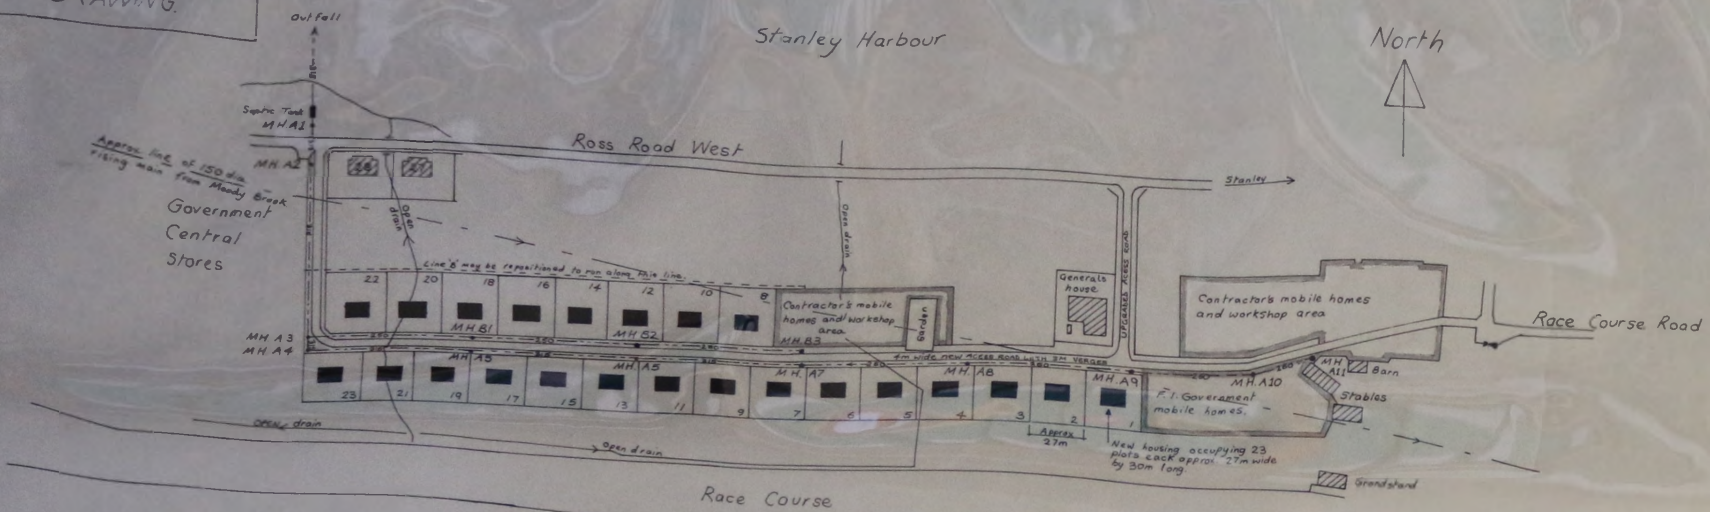 Outfall
Stanley Harbour
North
Septic Tank
MH A1
Ross Road West
MH A2
Approx line of 150 dia
rising main from Moody Brook
Stanley
Government
Central
Stores
Open
drain
Open drain
UPGRADED ACCESS ROAD
Line 'B' may be repositioned to run along this line.
22
20
18
16
14
12
10
8
Contractor's mobile
homes and workshop
area
Garden
Generals
house
Contractor's mobile homes
and workshop area
Race Course Road
MH A3
MH A4
MH B1
MH B2
MH B3
4m wide new ACCESS ROAD WITH 2M VERGES
MH A5
MH A5
MH. A7
MH. A8
MH. A9
MH. A10
MH
A11
Barn
Stables
F.I. Government
mobile homes.
23
21
19
17
15
13
11
9
7
6
5
4
3
2
1
Approx
27m
New housing occupying 23
plots each approx 27m wide
by 30m long.
OPEN drain
Open drain
Race Course
Grandstand